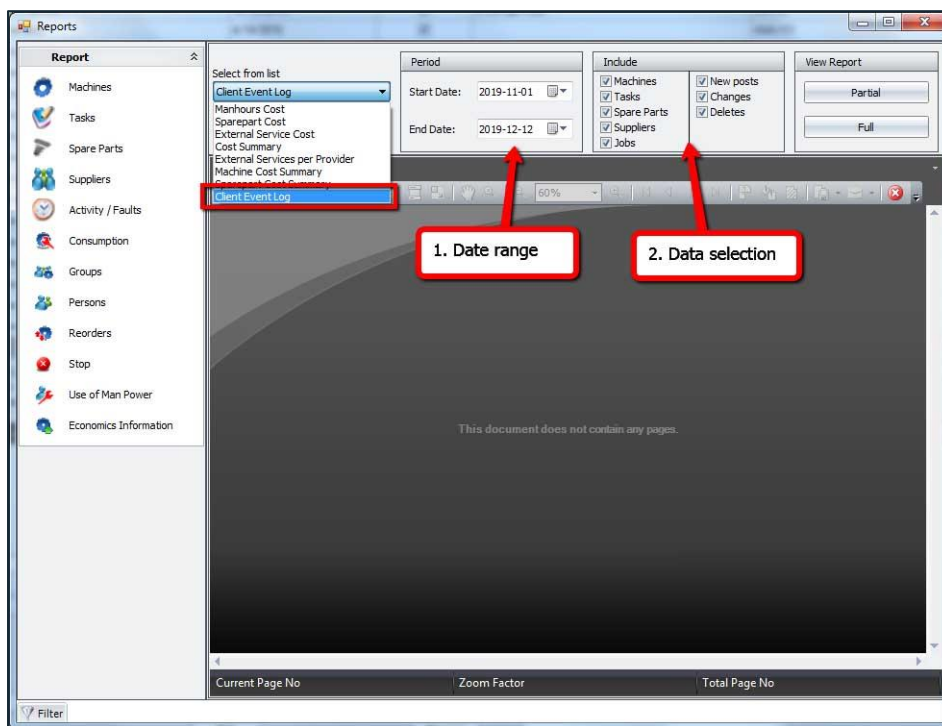 Reports
Report
Machines
Tasks
Spare Parts
Suppliers
Activity / Faults
Consumption
Groups
Persons
Reorders
Stop
Use of Man Power
Economics Information
Select from list
Client Event Log
Manhours Cost
Sparepart Cost
External Service Cost
Cost Summary
External Services per Provider
Machine Cost Summary
Sparepart Cost Summary
Client Event Log
Period
Start Date: 2019-11-01
End Date: 2019-12-12
Include
Machines
Tasks
Spare Parts
Suppliers
Jobs
New posts
Changes
Deletes
View Report
Partial
Full
60%
1. Date range
2. Data selection
This document does not contain any pages.
Current Page No
Zoom Factor
Total Page No
Filter